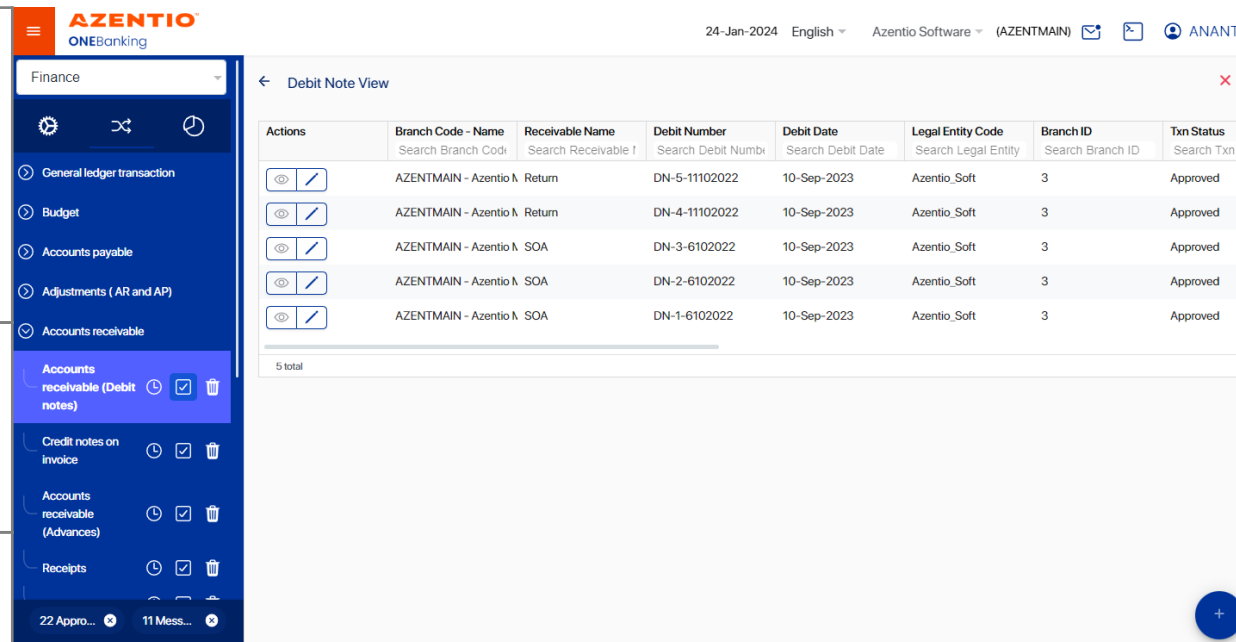 AZENTIO
ONEBanking
24-Jan-2024 English Azentio Software (AZENTMAIN) ANANT
Finance
General ledger transaction
Budget
Accounts payable
Adjustments ( AR and AP)
Accounts receivable
Accounts
receivable (Debit
notes)
Credit notes on
invoice
Accounts
receivable
(Advances)
Receipts
22 Appro... 11 Mess...
Debit Note View
Actions Branch Code - Name Receivable Name Debit Number Debit Date Legal Entity Code Branch ID Txn Status
Search Branch Code Search Receivable Search Debit Numbe Search Debit Date Search Legal Entity Search Branch ID Search Txn
AZENTMAIN - Azentio Return DN-5-11102022 10-Sep-2023 Azentio_Soft 3 Approved
AZENTMAIN - Azentio Return DN-4-11102022 10-Sep-2023 Azentio_Soft 3 Approved
AZENTMAIN - Azentio SOA DN-3-6102022 10-Sep-2023 Azentio_Soft 3 Approved
AZENTMAIN - Azentio SOA DN-2-6102022 10-Sep-2023 Azentio_Soft 3 Approved
AZENTMAIN - Azentio SOA DN-1-6102022 10-Sep-2023 Azentio_Soft 3 Approved
5 total